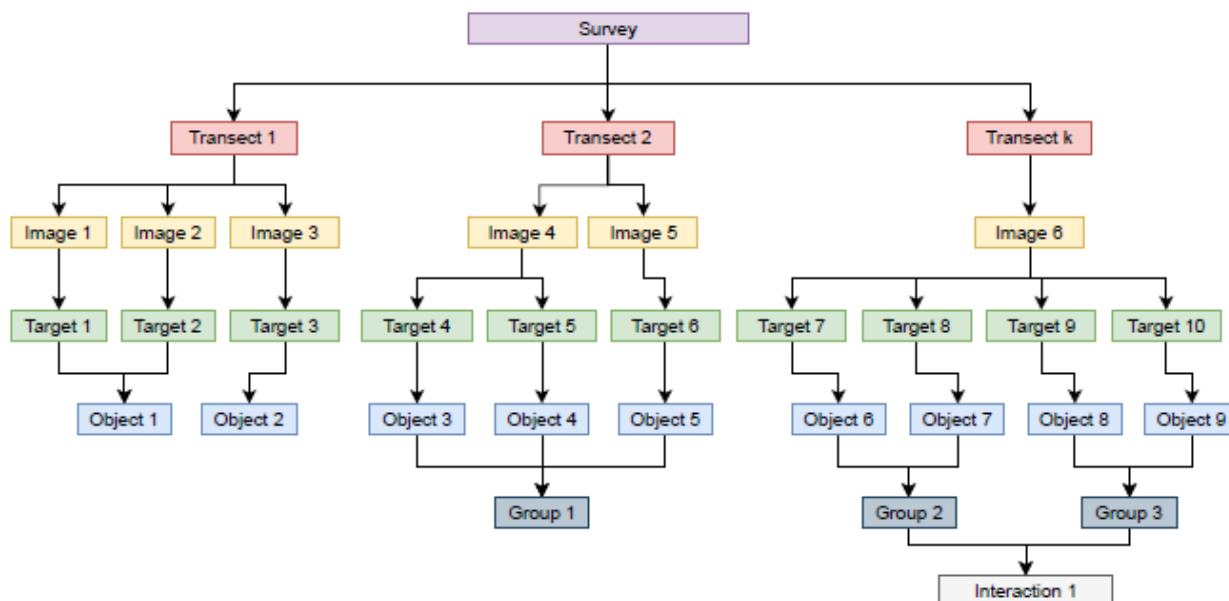 Survey
Transect 1
Transect 2
Transect k
Image 1
Image 2
Image 3
Image 4
Image 5
Image 6
Target 1
Target 2
Target 3
Target 4
Target 5
Target 6
Target 7
Target 8
Target 9
Target 10
Object 1
Object 2
Object 3
Object 4
Object 5
Object 6
Object 7
Object 8
Object 9
Group 1
Group 2
Group 3
Interaction 1